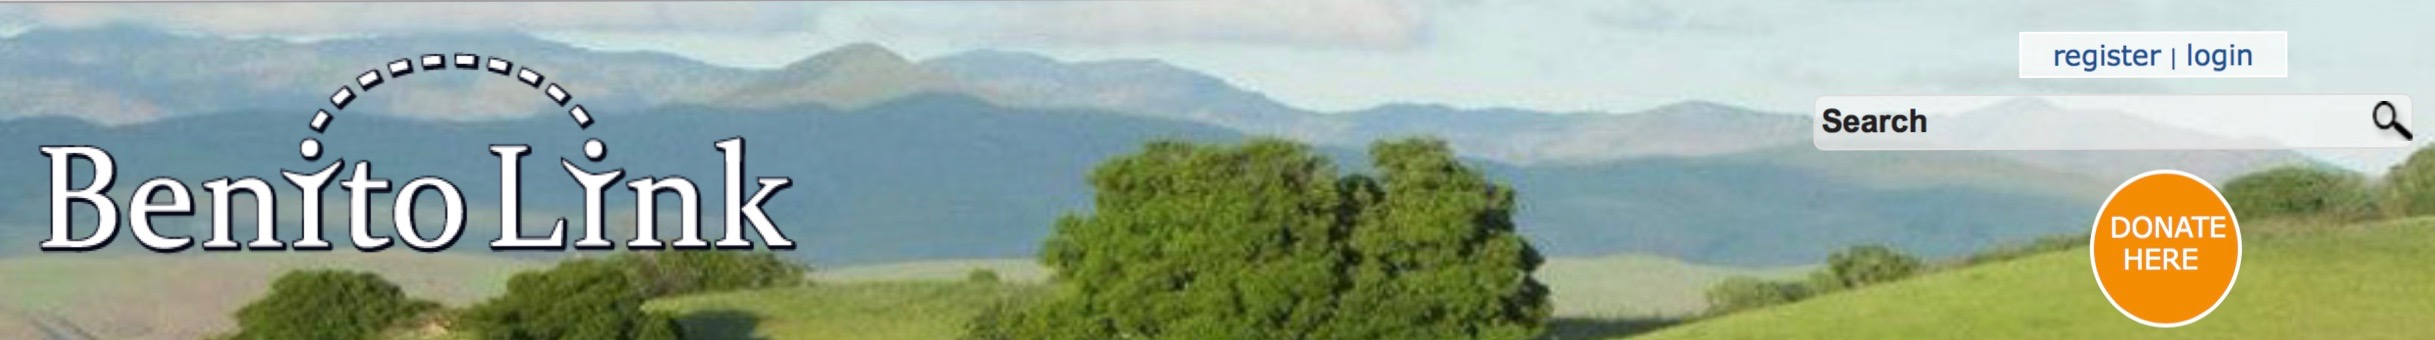 Benito Link
register | login
Search
DONATE
HERE